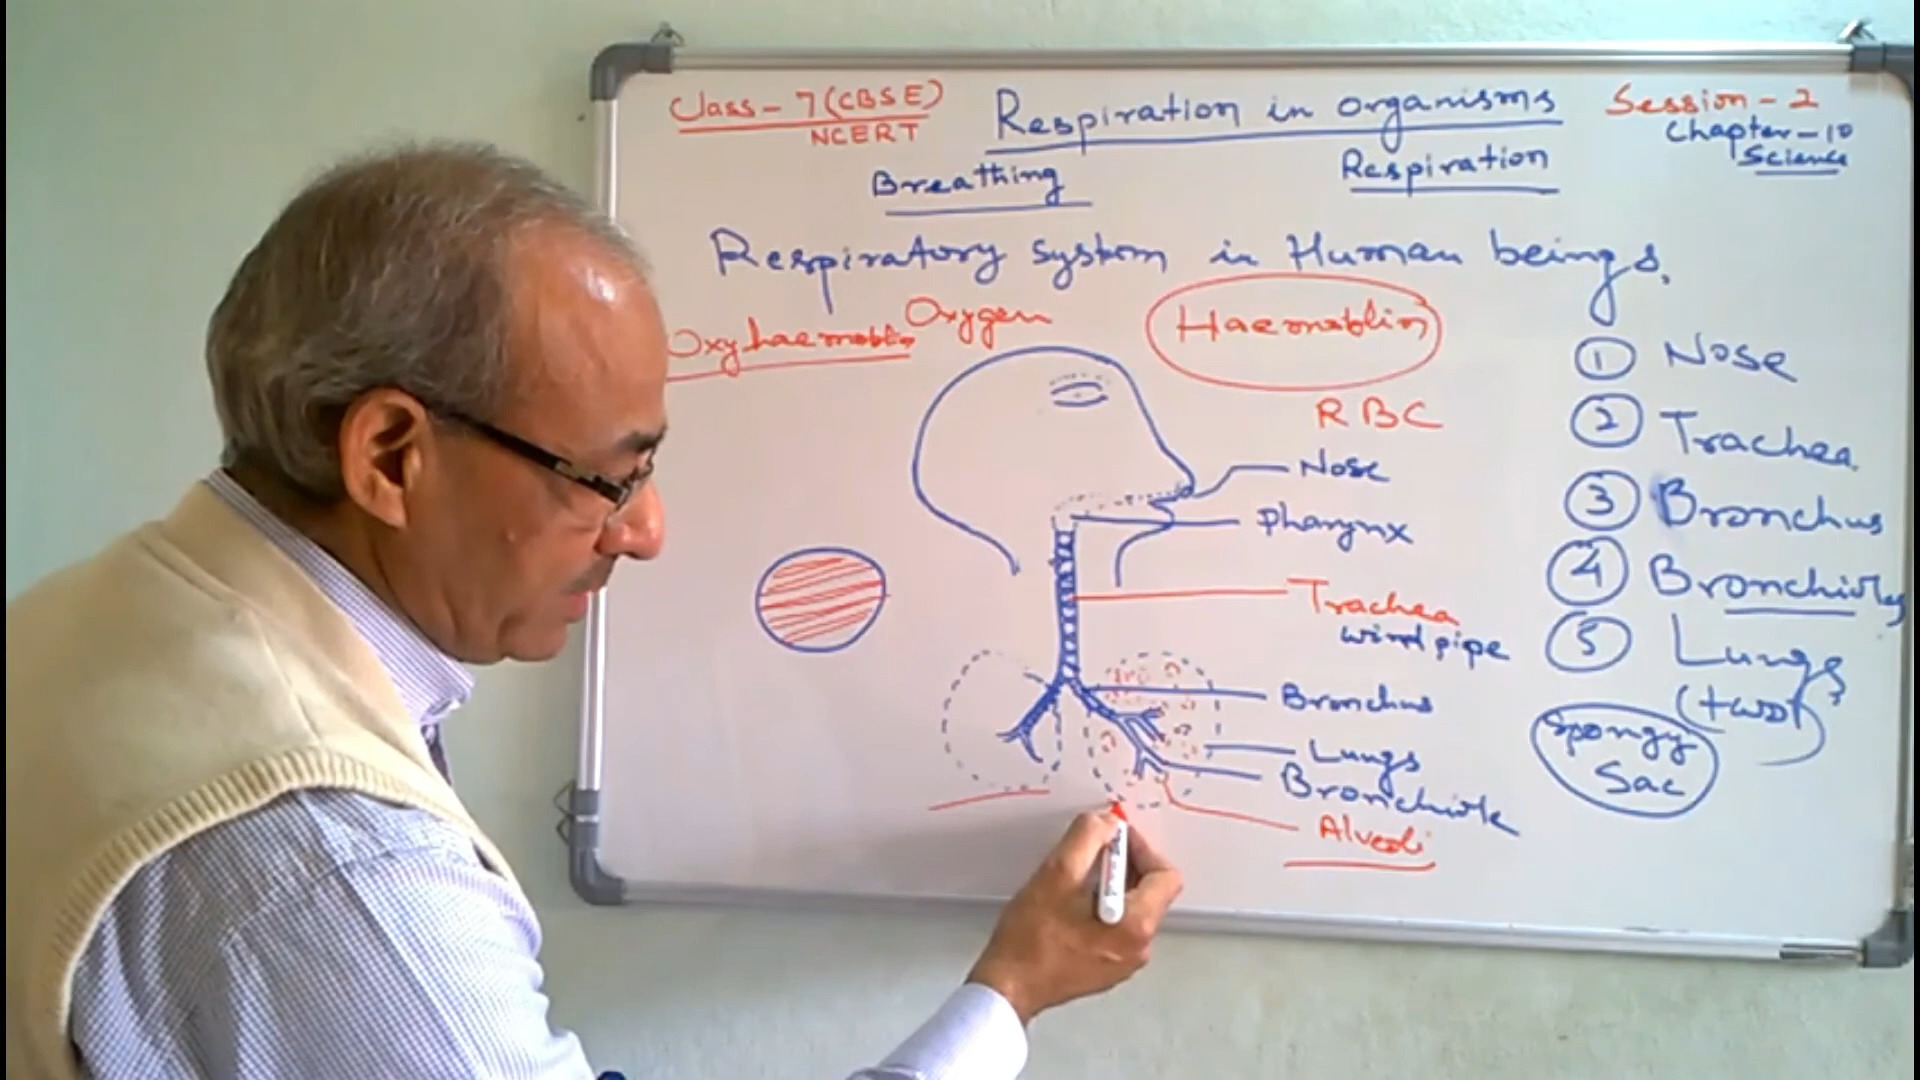 Class - 7 (CBSE)
NCERT
Respiration in organisms
Session - 2
Chapter - 10
Science
Breathing
Respiration
Respiratory system in Human beings.
Oxyhaemoblin
Oxygen
Haemoblin
RBC
Nose
Pharynx
Trachea
wind pipe
Bronchus
Lungs
Bronchiole
Alveoli
1 Nose
2 Trachea
3 Bronchus
4 Bronchioles
5 Lungs
(two)
Spongy
Sac